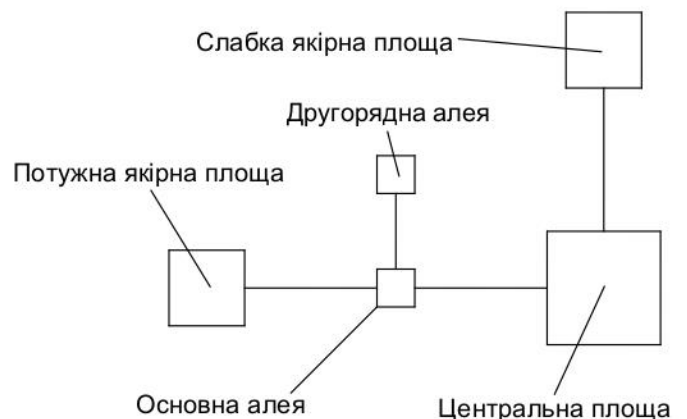 Слабка якірна площа
Другорядна алея
Потужна якірна площа
Основна алея
Центральна площа